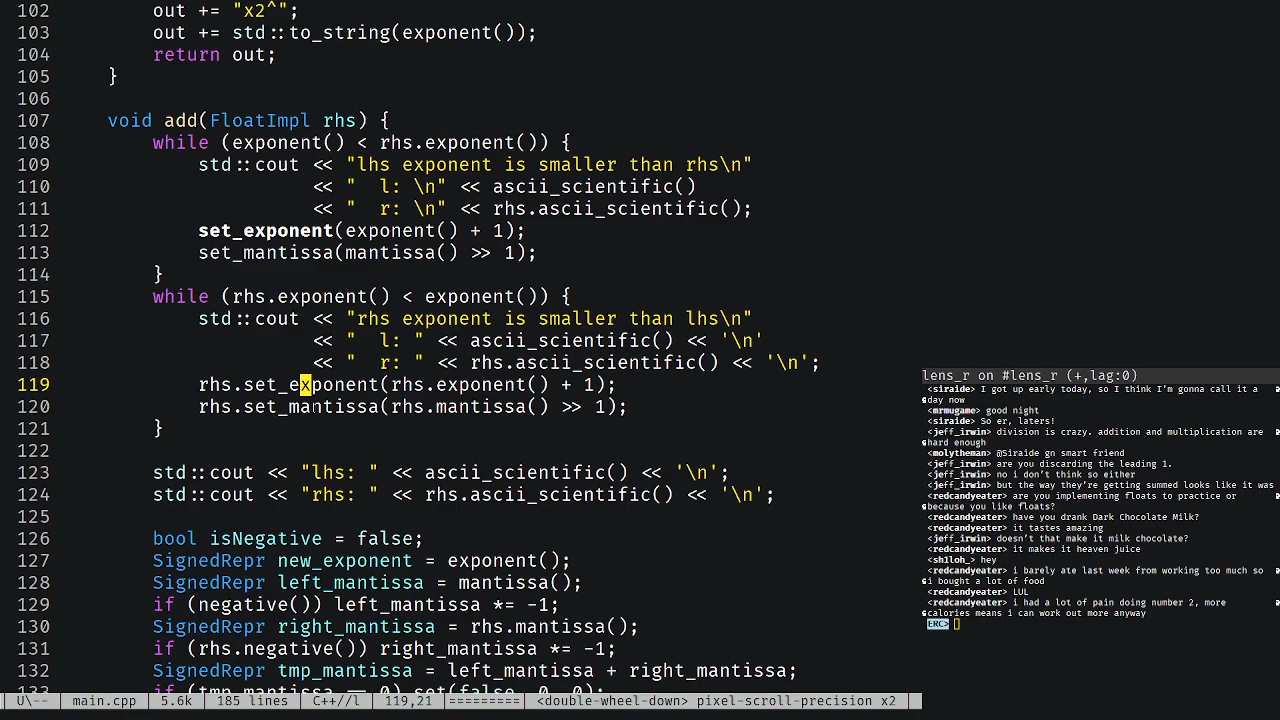 102 out += "x2^";
103 out += std::to_string(exponent());
104 return out;
105 }
106
107 void add(FloatImpl rhs) {
108 while (exponent() < rhs.exponent()) {
109 std::cout << "lhs exponent is smaller than rhs\n"
110 << "  l: \n" << ascii_scientific()
111 << "  r: \n" << rhs.ascii_scientific();
112 set_exponent(exponent() + 1);
113 set_mantissa(mantissa() >> 1);
114 }
115 while (rhs.exponent() < exponent()) {
116 std::cout << "rhs exponent is smaller than lhs\n"
117 << "  l: " << ascii_scientific() << '\n'
118 << "  r: " << rhs.ascii_scientific() << '\n';
119 rhs.set_exponent(rhs.exponent() + 1);
120 rhs.set_mantissa(rhs.mantissa() >> 1);
121 }
122
123 std::cout << "lhs: " << ascii_scientific() << '\n';
124 std::cout << "rhs: " << rhs.ascii_scientific() << '\n';
125
126 bool isNegative = false;
127 SignedRepr new_exponent = exponent();
128 SignedRepr left_mantissa = mantissa();
129 if (negative()) left_mantissa *= -1;
130 SignedRepr right_mantissa = rhs.mantissa();
131 if (rhs.negative()) right_mantissa *= -1;
132 SignedRepr tmp_mantissa = left_mantissa + right_mantissa;
133 if (tmp_mantissa == 0) set(false, 0, 0);
U\-- main.cpp 5.6k 185 lines C++//l 119,21 ========= <double-wheel-down> pixel-scroll-precision x2
lens_r on #lens_r (+,lag:0)
<siraide> I got up early today, so I think I'm gonna call it a
day now
<mrmugame> good night
<siraide> So er, laters!
<jeff_irwin> division is crazy. addition and multiplication are
hard enough
<molytheman> @Siraide gn smart friend
<jeff_irwin> are you discarding the leading 1.
<jeff_irwin> no i don't think so either
<jeff_irwin> but the way they're getting summed looks like it was
<redcandyeater> are you implementing floats to practice or
because you like floats?
<redcandyeater> have you drank Dark Chocolate Milk?
<redcandyeater> it tastes amazing
<jeff_irwin> doesn't that make it milk chocolate?
<redcandyeater> it makes it heaven juice
<shiloh_> hey
<redcandyeater> i barely ate last week from working too much so
i bought a lot of food
<redcandyeater> LUL
<redcandyeater> i had a lot of pain doing number 2, more
calories means i can work out more anyway
ERC>